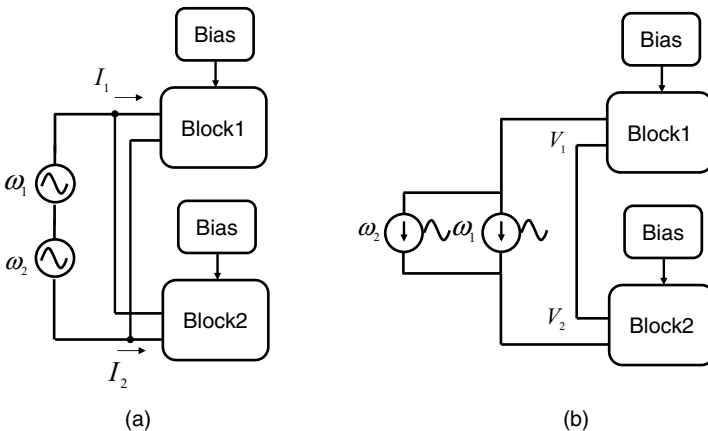 Bias
I₁
Block1
ω₁
ω₂
Bias
Block2
I₂
(a)
Bias
Block1
V₁
ω₂
ω₁
Bias
V₂
Block2
(b)